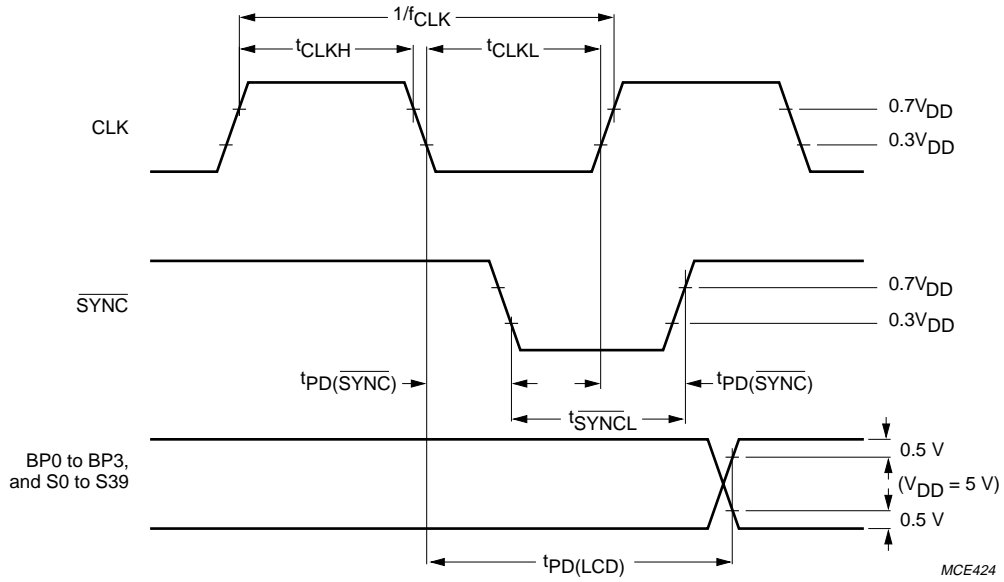 1/fCLK
tCLKH
tCLKL
CLK
0.7VDD
0.3VDD
SYNC
0.7VDD
0.3VDD
tPD(SYNC)
tPD(SYNC)
tSYNCL
BP0 to BP3,
and S0 to S39
0.5 V
(VDD = 5 V)
0.5 V
tPD(LCD)
MCE424